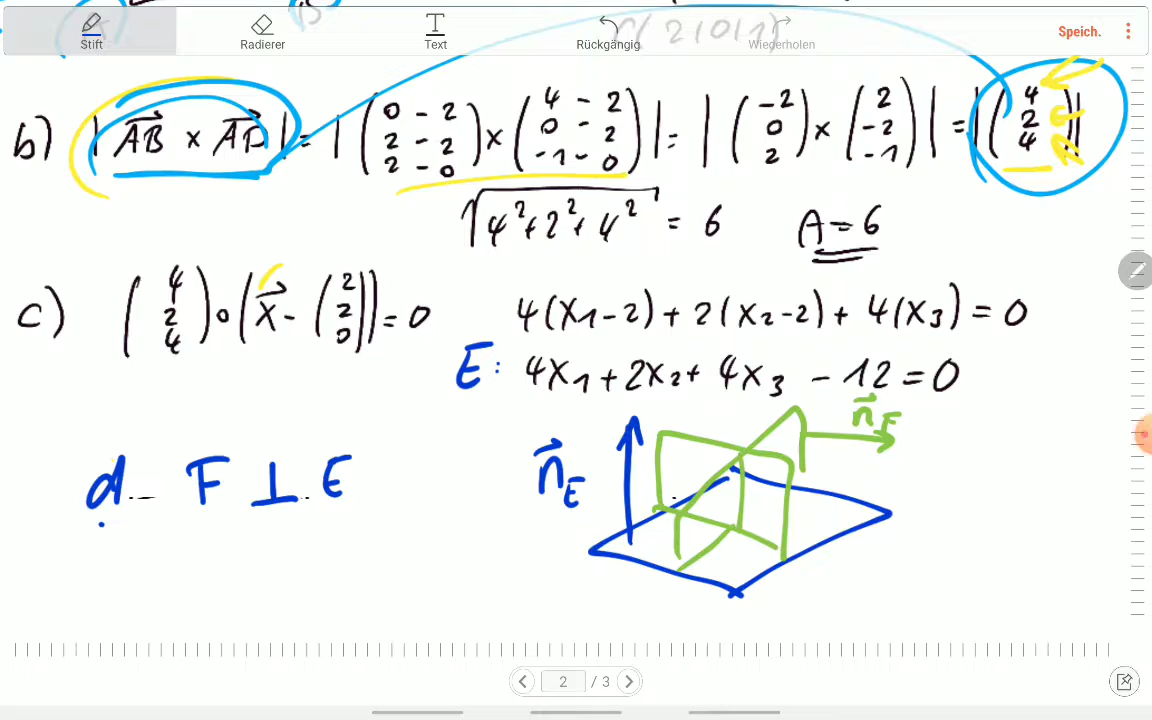 Stift Radierer Text Rückgängig Wiederholen Speich.
b) | AB × AD | = | (0 - 2 / 2 - 2 / 2 - 0) × (4 - 2 / 0 - 2 / -1 - 0) | = | (-2 / 0 / 2) × (2 / -2 / -1) | = | (4 / 2 / 4) |
√4² + 2² + 4² = 6 A = 6
c) (4 / 2 / 4) ∘ (x⃗ - (2 / 2 / 0)) = 0 4(x₁-2) + 2(x₂-2) + 4(x₃) = 0
E: 4x₁ + 2x₂ + 4x₃ - 12 = 0
d. F ⊥ E n⃗E n⃗F
2 / 3